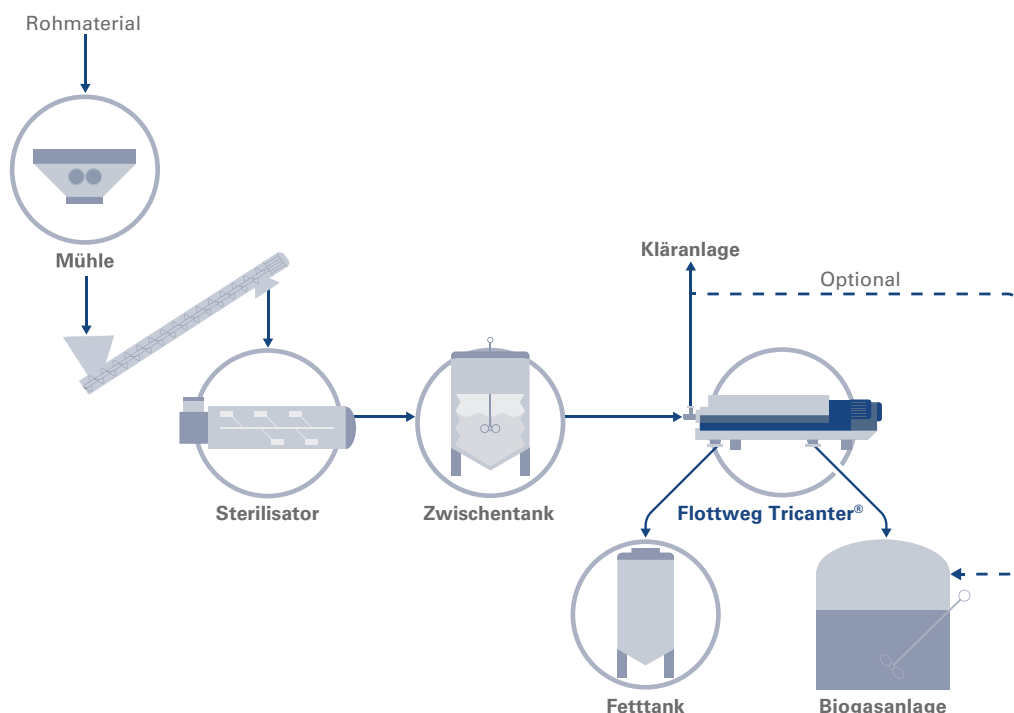 Rohmaterial
Mühle
Kläranlage
Optional
Sterilisator
Zwischentank
Flottweg Tricanter®
Fetttank
Biogasanlage